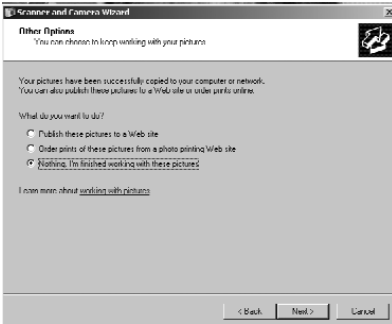 Scanner and Camera Wizard
Other Options
You can choose to keep working with your pictures
Your pictures have been successfully copied to your computer or network.
You can also publish these pictures to a Web site or order prints online.
What do you want to do?
Publish these pictures to a Web site
Order prints of these pictures from a photo printing Web site
Nothing. I'm finished working with these pictures
Learn more about working with pictures
< Back Next > Cancel